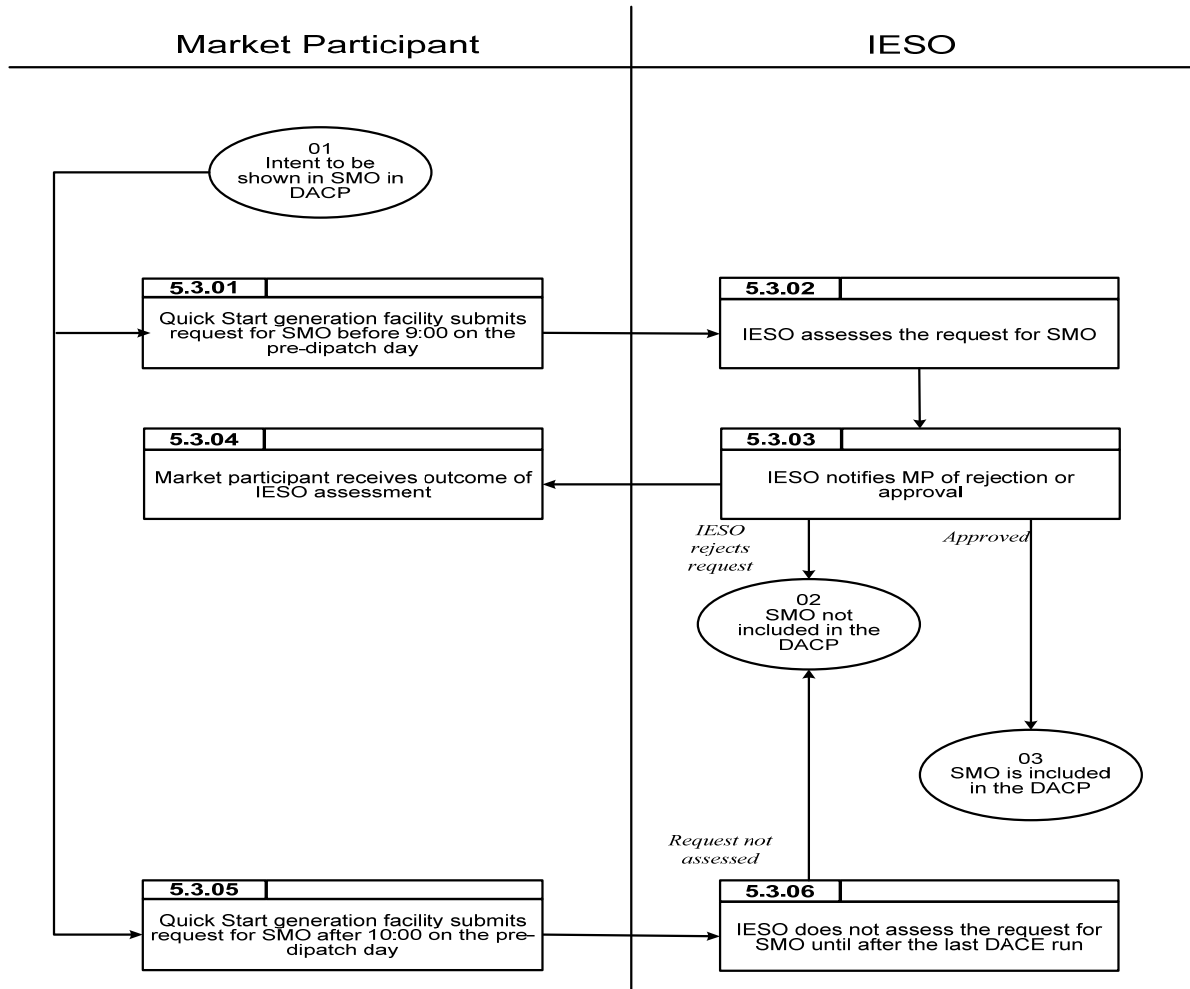 Market Participant
IESO
01
Intent to be
shown in SMO in
DACP
5.3.01
Quick Start generation facility submits
request for SMO before 9:00 on the
pre-dipatch day
5.3.02
IESO assesses the request for SMO
5.3.04
Market participant receives outcome of
IESO assessment
5.3.03
IESO notifies MP of rejection or
approval
IESO
rejects
request
Approved
02
SMO not
included in the
DACP
03
SMO is included
in the DACP
Request not
assessed
5.3.05
Quick Start generation facility submits
request for SMO after 10:00 on the pre-
dipatch day
5.3.06
IESO does not assess the request for
SMO until after the last DACE run